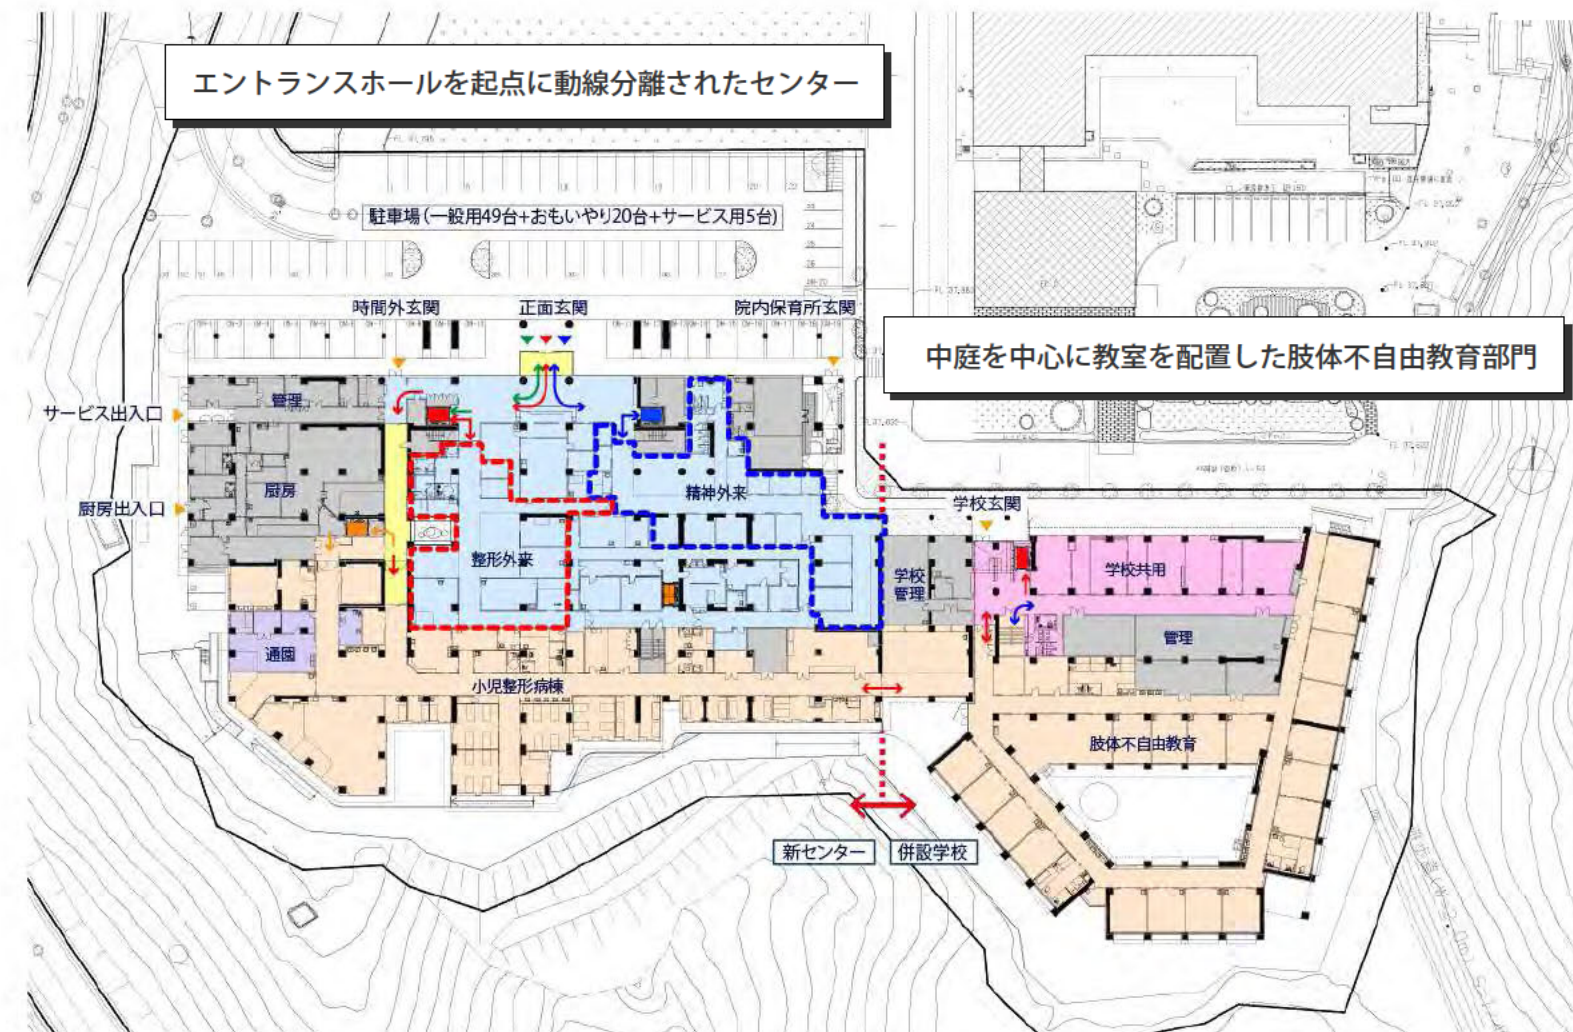 エントランスホールを起点に動線分離されたセンター
駐車場(一般用49台+おもいやり20台+サービス用5台)
時間外玄関
正面玄関
院内保育所玄関
中庭を中心に教室を配置した肢体不自由教育部門
サービス出入口
管理
厨房
厨房出入口
精神外来
整形外来
学校玄関
学校
管理
学校共用
管理
通園
小児整形病棟
肢体不自由教育
新センター
併設学校